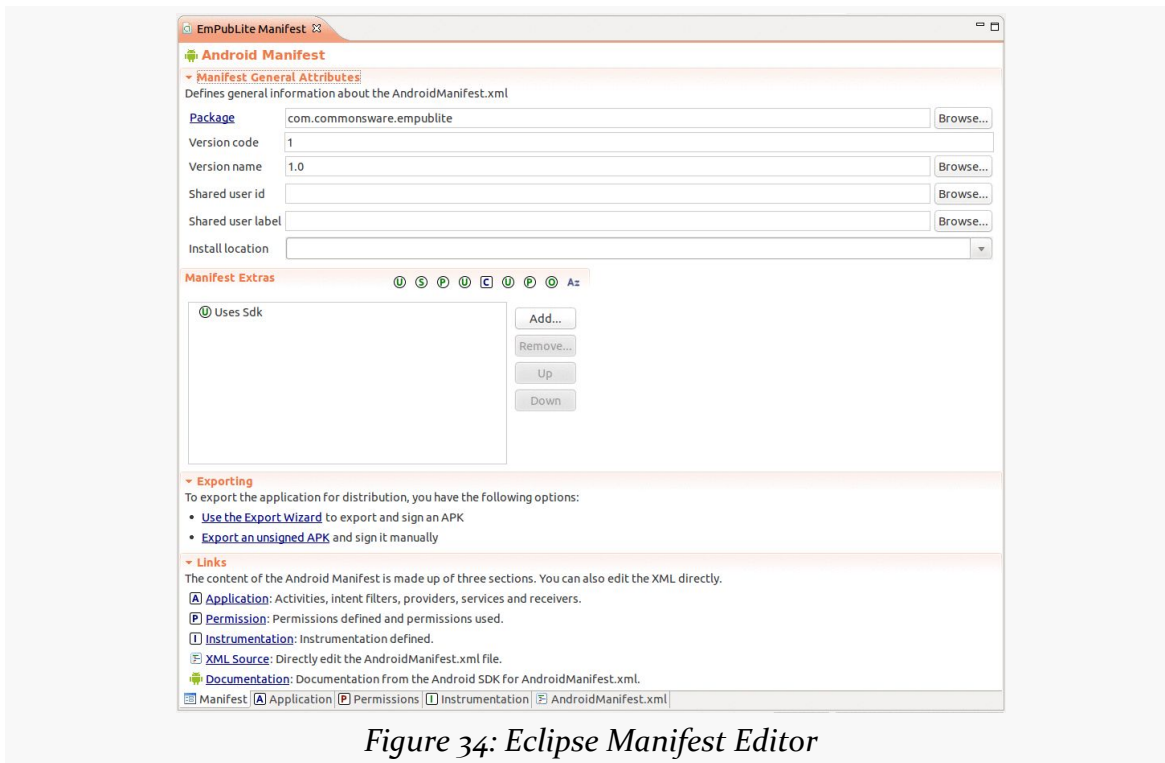 EmPubLite Manifest
Android Manifest
Manifest General Attributes
Defines general information about the AndroidManifest.xml
Package com.commonsware.empublite Browse...
Version code 1
Version name 1.0 Browse...
Shared user id Browse...
Shared user label Browse...
Install location
Manifest Extras U S P U C U P O Az
U Uses Sdk
Add...
Remove...
Up
Down
Exporting
To export the application for distribution, you have the following options:
• Use the Export Wizard to export and sign an APK
• Export an unsigned APK and sign it manually
Links
The content of the Android Manifest is made up of three sections. You can also edit the XML directly.
A Application: Activities, intent filters, providers, services and receivers.
P Permission: Permissions defined and permissions used.
I Instrumentation: Instrumentation defined.
XML Source: Directly edit the AndroidManifest.xml file.
Documentation: Documentation from the Android SDK for AndroidManifest.xml.
Manifest A Application P Permissions I Instrumentation AndroidManifest.xml
Figure 34: Eclipse Manifest Editor